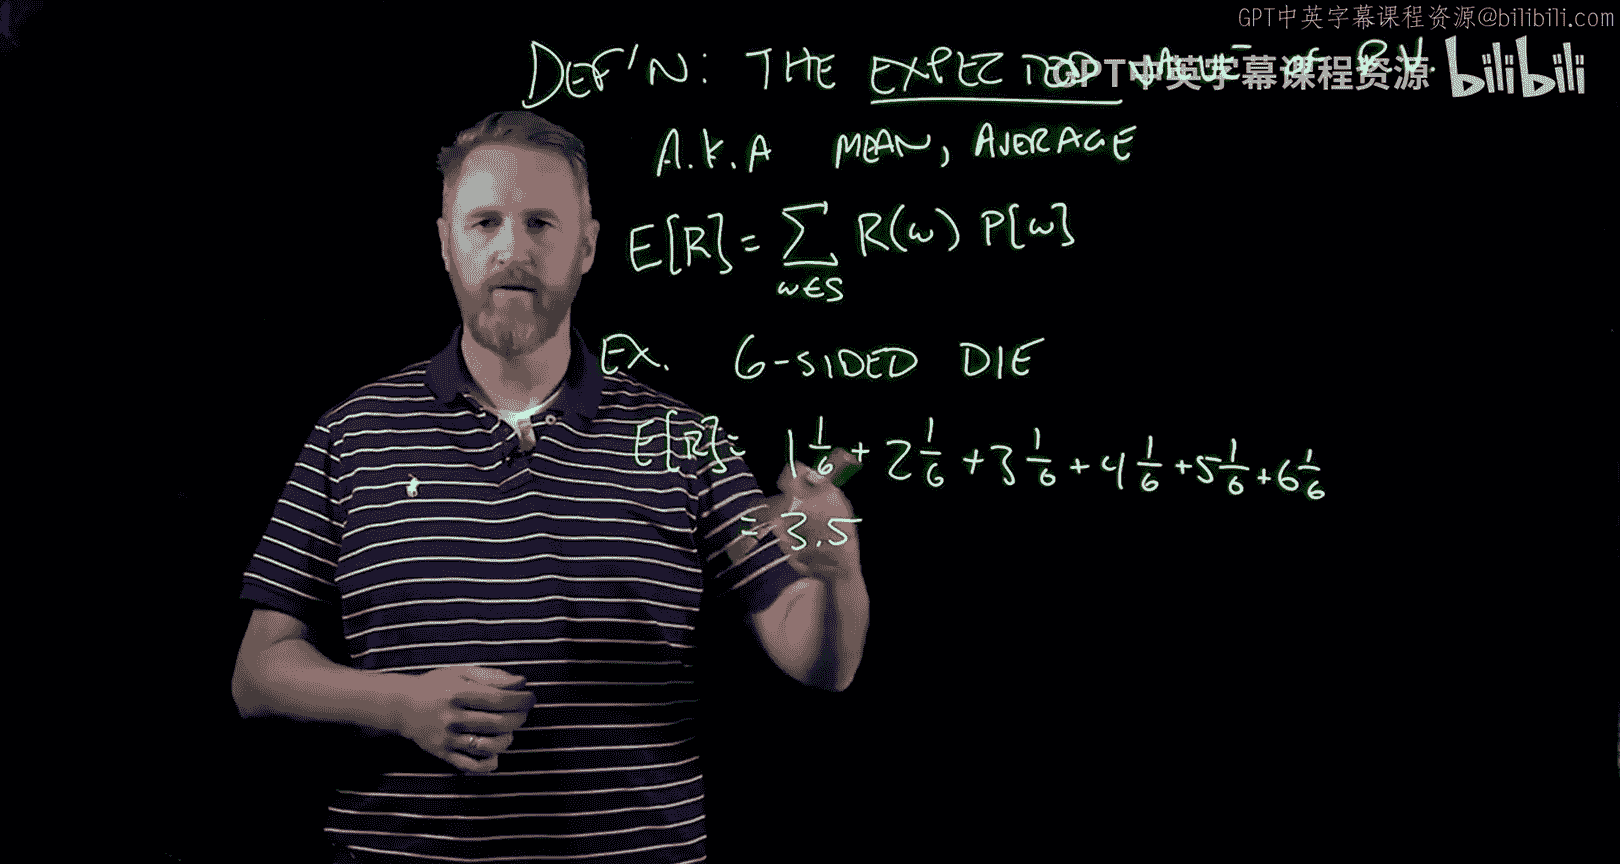 GPT中英字幕课程资源@bilibili.com
DEF'N: THE EXPECTED VALUE OF R.V.
GPT中英字幕课程资源 bilibili
A.K.A MEAN, AVERAGE
E[R] = ∑ R(ω) P[ω]
ω∈S
EX. 6-SIDED DIE
E[R] = 1 1/6 + 2 1/6 + 3 1/6 + 4 1/6 + 5 1/6 + 6 1/6
= 3.5